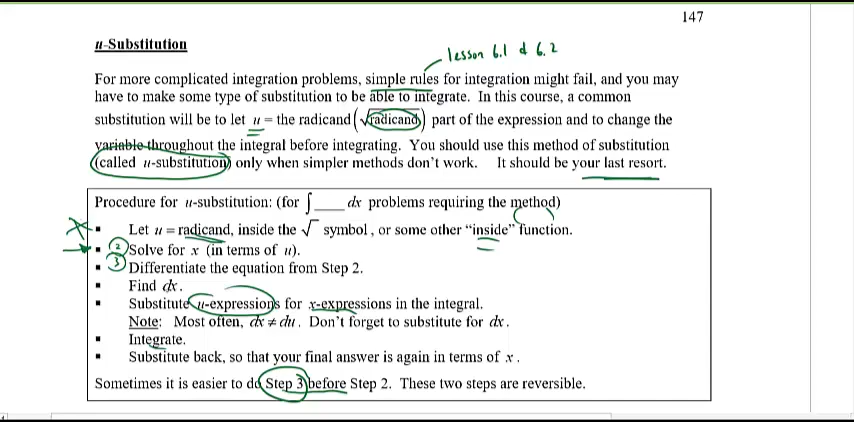 147
u-Substitution
lesson 6.1 & 6.2
For more complicated integration problems, simple rules for integration might fail, and you may
have to make some type of substitution to be able to integrate. In this course, a common
substitution will be to let u = the radicand (√radicand) part of the expression and to change the
variable throughout the integral before integrating. You should use this method of substitution
(called u-substitution) only when simpler methods don't work. It should be your last resort.
Procedure for u-substitution: (for ∫ ____ dx problems requiring the method)
▪ Let u = radicand, inside the √ symbol, or some other "inside" function.
▪ ② Solve for x (in terms of u).
▪ ③ Differentiate the equation from Step 2.
▪ Find dx.
▪ Substitute u-expressions for x-expressions in the integral.
Note: Most often, dx ≠ du. Don't forget to substitute for dx.
▪ Integrate.
▪ Substitute back, so that your final answer is again in terms of x.
Sometimes it is easier to do Step 3 before Step 2. These two steps are reversible.